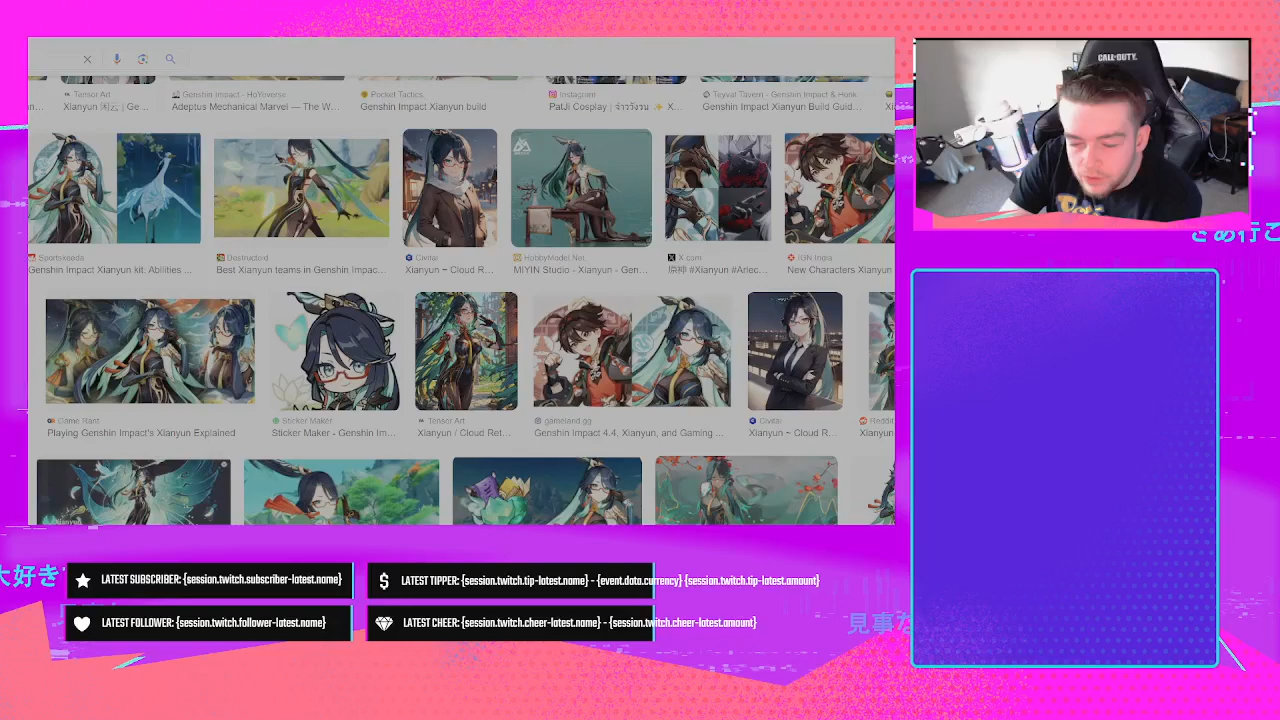 Tensor Art
Xianyun 闲云 | Ge...
Genshin Impact - HoYoverse
Adeptus Mechanical Marvel — The W...
Pocket Tactics
Genshin Impact Xianyun build
Instagram
Teyvat Tavern - Genshin Impact & Honk...
Genshin Impact Xianyun Build Guid...
CALL·DUTY
Sportskeeda
Genshin Impact Xianyun kit: Abilities ...
Destructoid
Best Xianyun teams in Genshin Impac...
Civitai
Xianyun ~ Cloud R...
HobbyModel Net
MIYIN Studio - Xianyun - Gen...
X.com
原神 #Xianyun #Arlec...
IGN India
New Characters Xianyun
Game Rant
Playing Genshin Impact's Xianyun Explained
Sticker Maker
Sticker Maker - Genshin Im...
Tensor Art
Xianyun / Cloud Ret...
gameland.gg
Genshin Impact 4.4, Xianyun, and Gaming ...
Civitai
Xianyun ~ Cloud R...
Reddit
Xianyun
大好き
LATEST SUBSCRIBER: {session.twitch.subscriber-latest.name}
LATEST TIPPER: {session.twitch.tip-latest.name} - {event.data.currency} {session.twitch.tip-latest.amount}
LATEST FOLLOWER: {session.twitch.follower-latest.name}
LATEST CHEER: {session.twitch.cheer-latest.name} - {session.twitch.cheer-latest.amount}
見事な